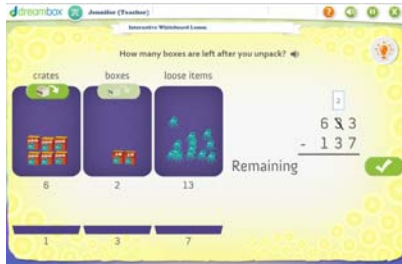 dreambox Jennifer (Teacher)
Interactive Whiteboard Lesson
How many boxes are left after you unpack?
crates boxes loose items
2
6 3 3
- 1 3 7
Remaining
6 2 13
1 3 7